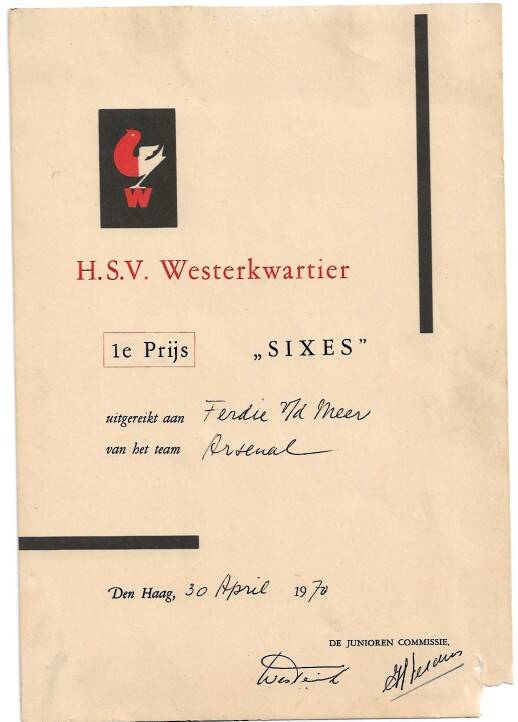 W
H.S.V. Westerkwartier
1e Prijs „SIXES”
uitgereikt aan Ferdie v/d Meer
van het team Arsenal
Den Haag, 30 April 1970
DE JUNIOREN COMMISSIE,